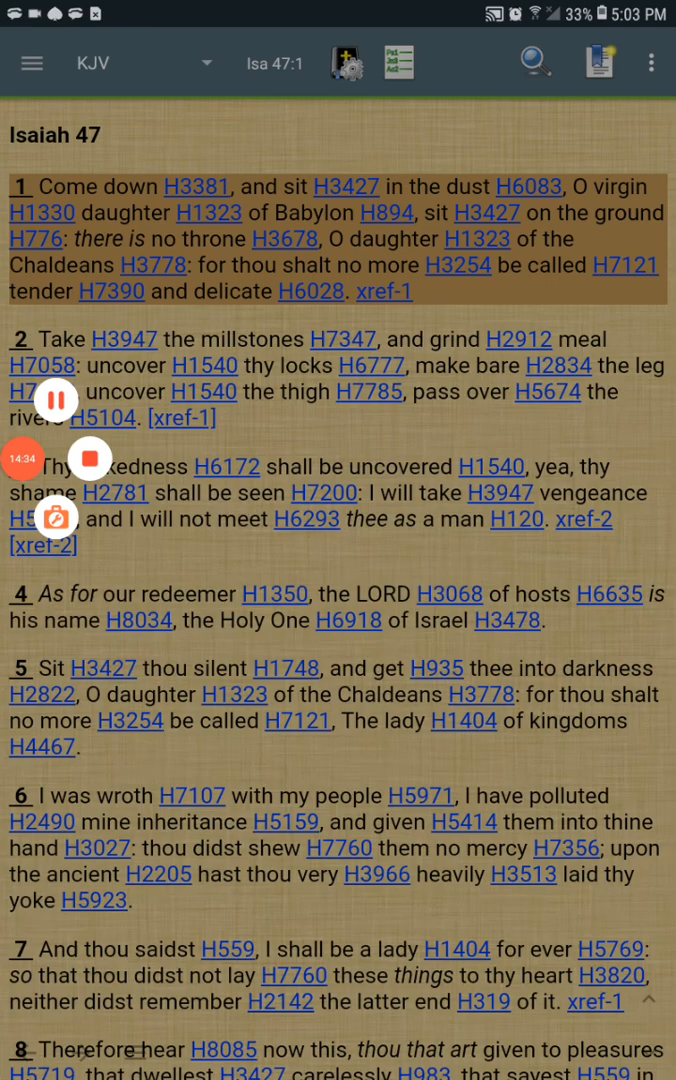 33% 5:03 PM
KJV Isa 47:1
Isaiah 47
1 Come down H3381, and sit H3427 in the dust H6083, O virgin
H1330 daughter H1323 of Babylon H894, sit H3427 on the ground
H776: there is no throne H3678, O daughter H1323 of the
Chaldeans H3778: for thou shalt no more H3254 be called H7121
tender H7390 and delicate H6028. xref-1
2 Take H3947 the millstones H7347, and grind H2912 meal
H7058: uncover H1540 thy locks H6777, make bare H2834 the leg
uncover H1540 the thigh H7785, pass over H5674 the
rivers H5104. [xref-1]
14:34
Thy kedness H6172 shall be uncovered H1540, yea, thy
shame H2781 shall be seen H7200: I will take H3947 vengeance
, and I will not meet H6293 thee as a man H120. xref-2
[xref-2]
4 As for our redeemer H1350, the LORD H3068 of hosts H6635 is
his name H8034, the Holy One H6918 of Israel H3478.
5 Sit H3427 thou silent H1748, and get H935 thee into darkness
H2822, O daughter H1323 of the Chaldeans H3778: for thou shalt
no more H3254 be called H7121, The lady H1404 of kingdoms
H4467.
6 I was wroth H7107 with my people H5971, I have polluted
H2490 mine inheritance H5159, and given H5414 them into thine
hand H3027: thou didst shew H7760 them no mercy H7356; upon
the ancient H2205 hast thou very H3966 heavily H3513 laid thy
yoke H5923.
7 And thou saidst H559, I shall be a lady H1404 for ever H5769:
so that thou didst not lay H7760 these things to thy heart H3820,
neither didst remember H2142 the latter end H319 of it. xref-1
8 Therefore hear H8085 now this, thou that art given to pleasures
H5719, that dwellest H3427 carelessly H983, that sayest H559 in